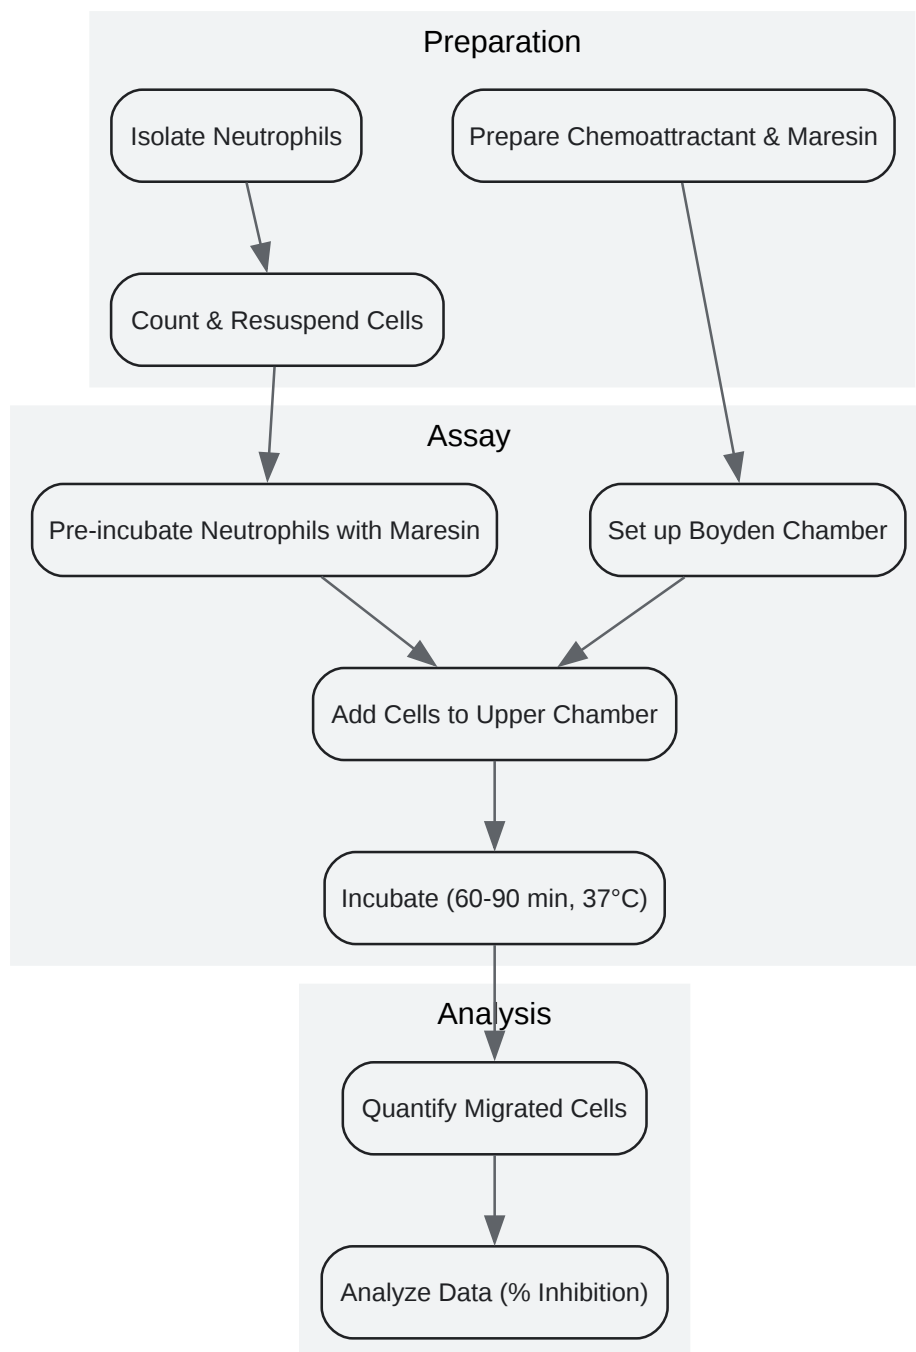 Preparation
Isolate Neutrophils
Prepare Chemoattractant & Maresin
Count & Resuspend Cells
Assay
Pre-incubate Neutrophils with Maresin
Set up Boyden Chamber
Add Cells to Upper Chamber
Incubate (60-90 min, 37°C)
Analysis
Quantify Migrated Cells
Analyze Data (% Inhibition)